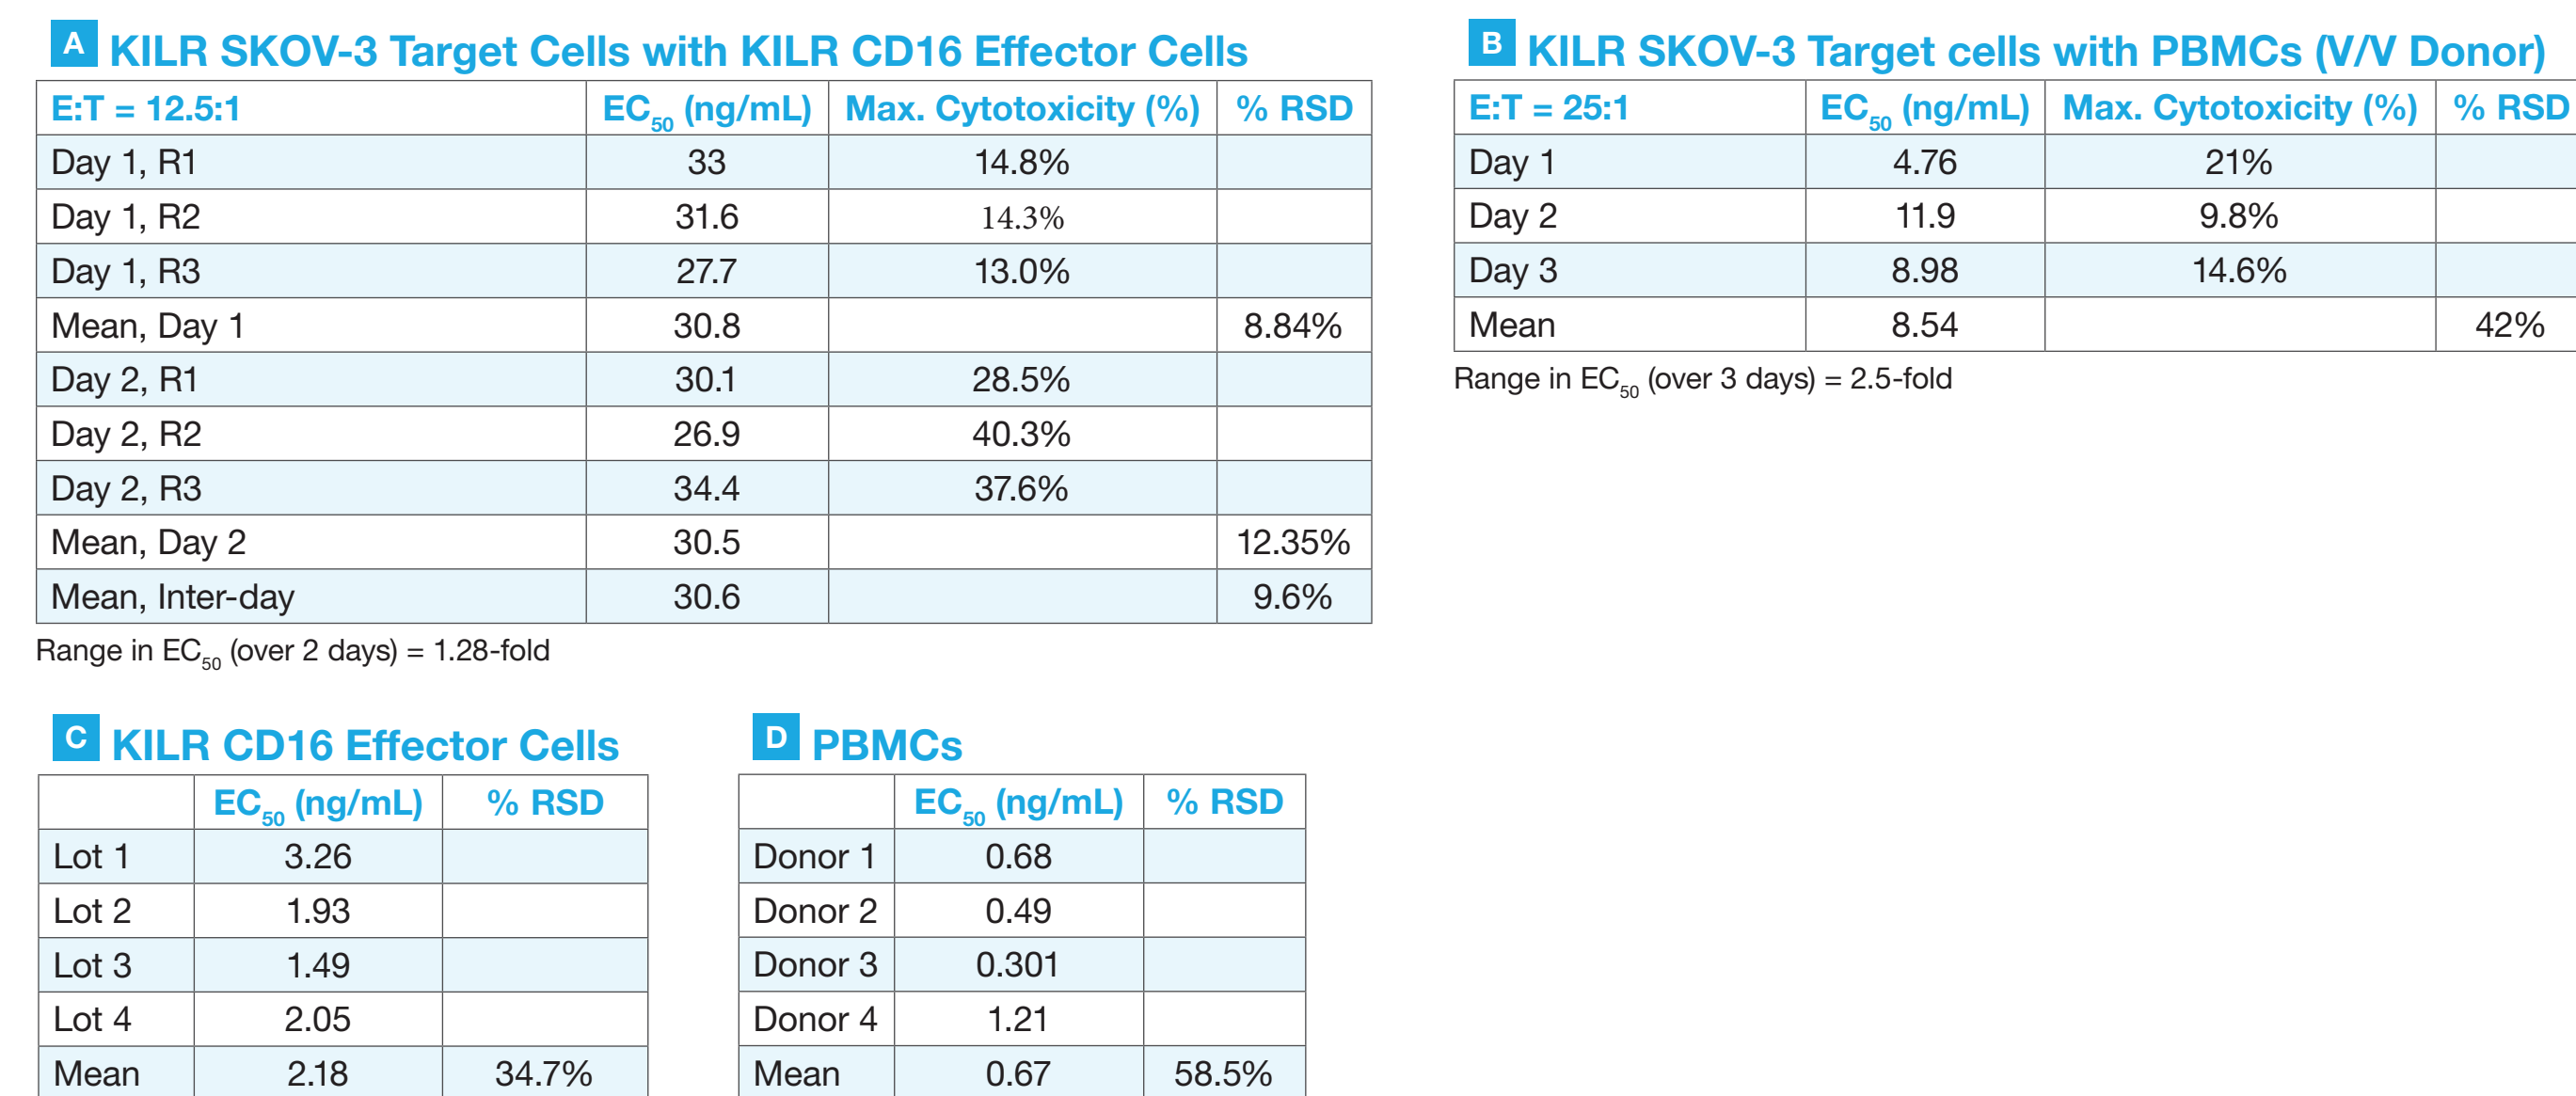 A KILR SKOV-3 Target Cells with KILR CD16 Effector Cells
E:T = 12.5:1 EC50 (ng/mL) Max. Cytotoxicity (%) % RSD
Day 1, R1 33 14.8%
Day 1, R2 31.6 14.3%
Day 1, R3 27.7 13.0%
Mean, Day 1 30.8 8.84%
Day 2, R1 30.1 28.5%
Day 2, R2 26.9 40.3%
Day 2, R3 34.4 37.6%
Mean, Day 2 30.5 12.35%
Mean, Inter-day 30.6 9.6%
Range in EC50 (over 2 days) = 1.28-fold
B KILR SKOV-3 Target cells with PBMCs (V/V Donor)
E:T = 25:1 EC50 (ng/mL) Max. Cytotoxicity (%) % RSD
Day 1 4.76 21%
Day 2 11.9 9.8%
Day 3 8.98 14.6%
Mean 8.54 42%
Range in EC50 (over 3 days) = 2.5-fold
C KILR CD16 Effector Cells
EC50 (ng/mL) % RSD
Lot 1 3.26
Lot 2 1.93
Lot 3 1.49
Lot 4 2.05
Mean 2.18 34.7%
D PBMCs
EC50 (ng/mL) % RSD
Donor 1 0.68
Donor 2 0.49
Donor 3 0.301
Donor 4 1.21
Mean 0.67 58.5%